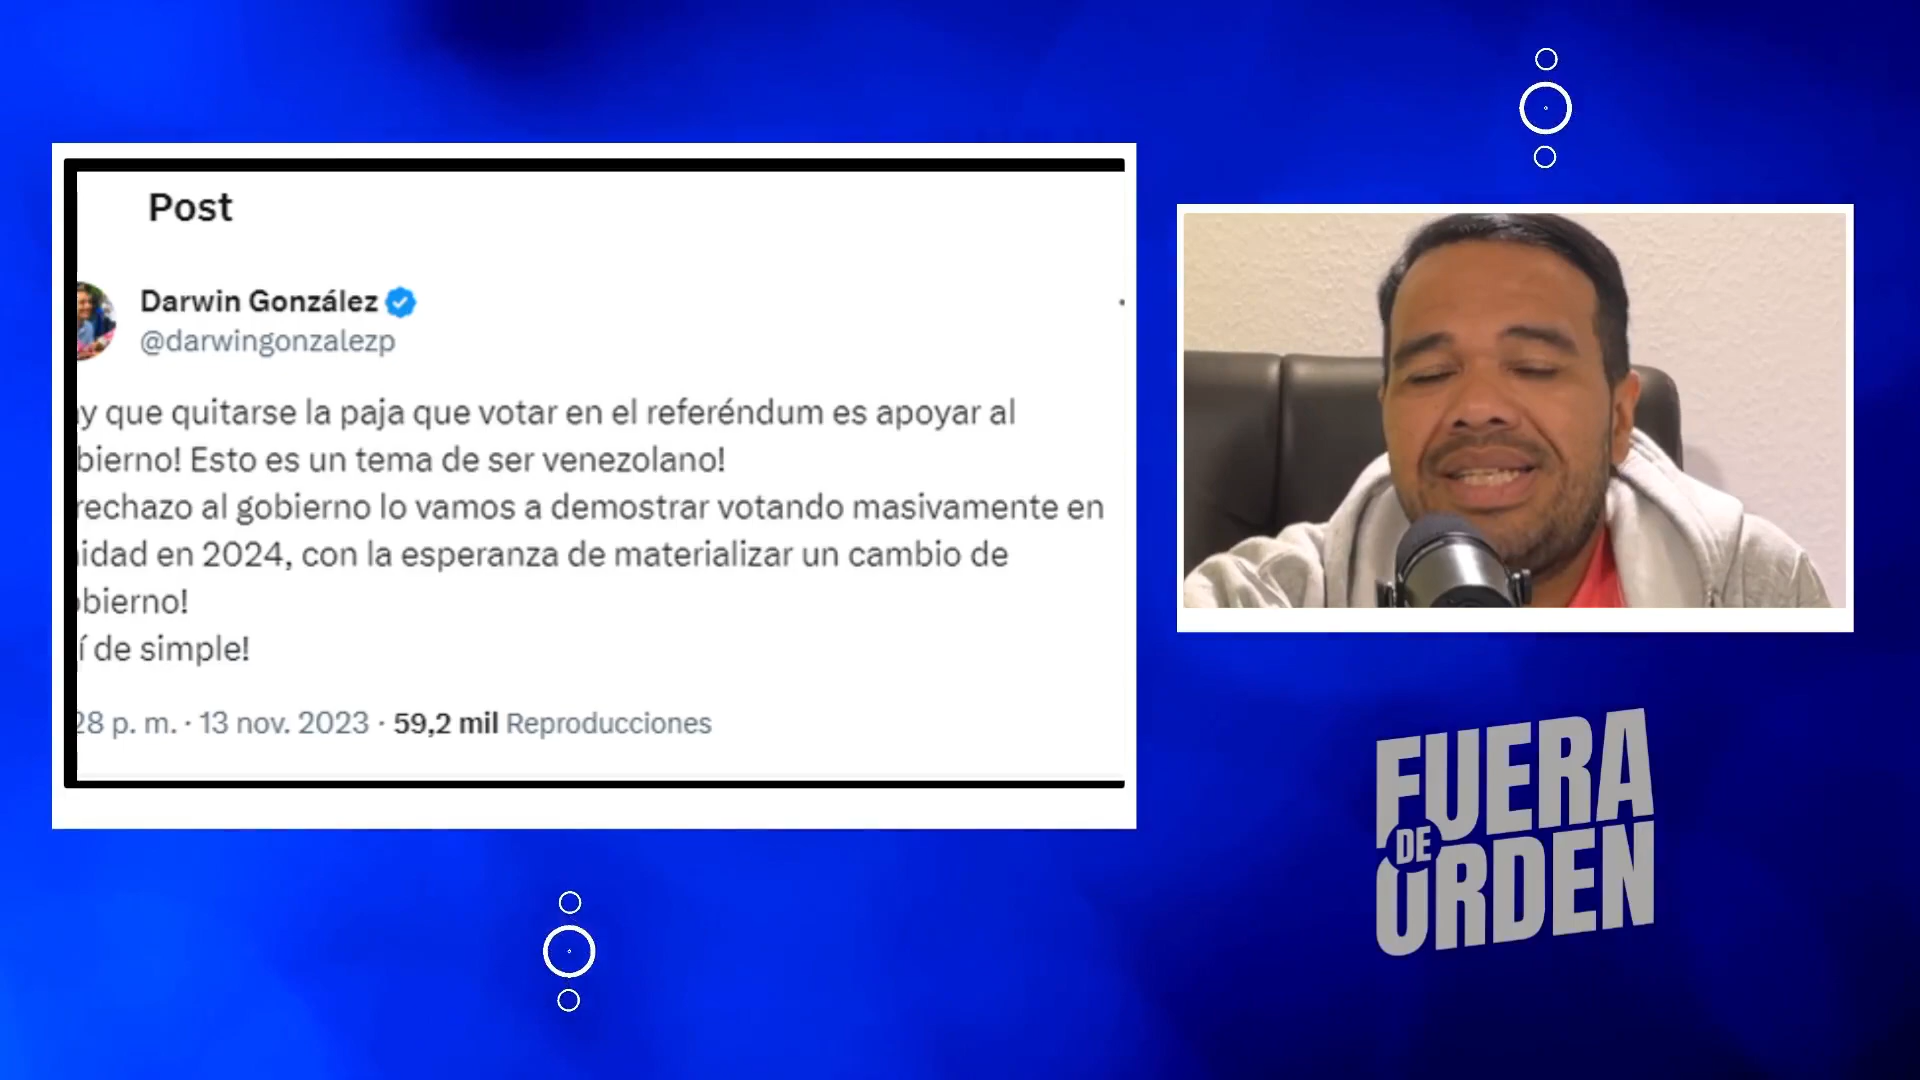 Post
Darwin González
@darwingonzalezp
y que quitarse la paja que votar en el referéndum es apoyar al
bierno! Esto es un tema de ser venezolano!
rechazo al gobierno lo vamos a demostrar votando masivamente en
idad en 2024, con la esperanza de materializar un cambio de
bierno!
í de simple!
28 p. m. · 13 nov. 2023 · 59,2 mil Reproducciones
FUERA
DE
ORDEN